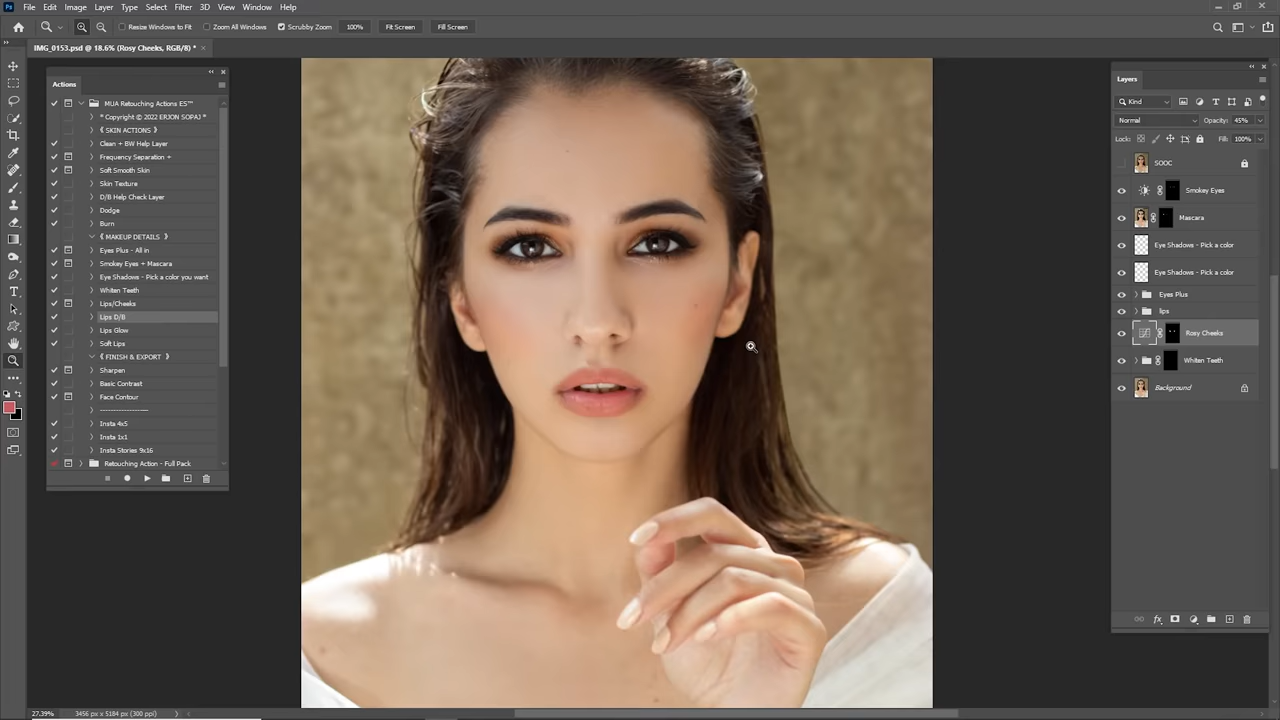 Ps File Edit Image Layer Type Select Filter 3D View Window Help
Resize Windows to Fit Zoom All Windows Scrubby Zoom 100% Fit Screen Fill Screen
IMG_0153.psd @ 18.6% (Rosy Cheeks, RGB/8) * ×
Actions
MUA Retouching Actions ES™
* Copyright © 2022 ERJON SOPAJ *
《 SKIN ACTIONS 》
Clean + BW Help Layer
Frequency Separation +
Soft Smooth Skin
Skin Texture
D/B Help Check Layer
Dodge
Burn
《 MAKEUP DETAILS 》
Eyes Plus - All in
Smokey Eyes + Mascara
Eye Shadows - Pick a color you want
Whiten Teeth
Lips/Cheeks
Lips D/B
Lips Glow
Soft Lips
《 FINISH & EXPORT 》
Sharpen
Basic Contrast
Face Contour
-------------------
Insta 4x5
Insta 1x1
Insta Stories 9x16
Retouching Action - Full Pack
Layers
Kind
Normal Opacity: 45%
Lock: Fill: 100%
SOOC
Smokey Eyes
Mascara
Eye Shadows - Pick a color
Eye Shadows - Pick a color
Eyes Plus
lips
Rosy Cheeks
Whiten Teeth
Background
fx
27.39% 3456 px x 5184 px (300 ppi)